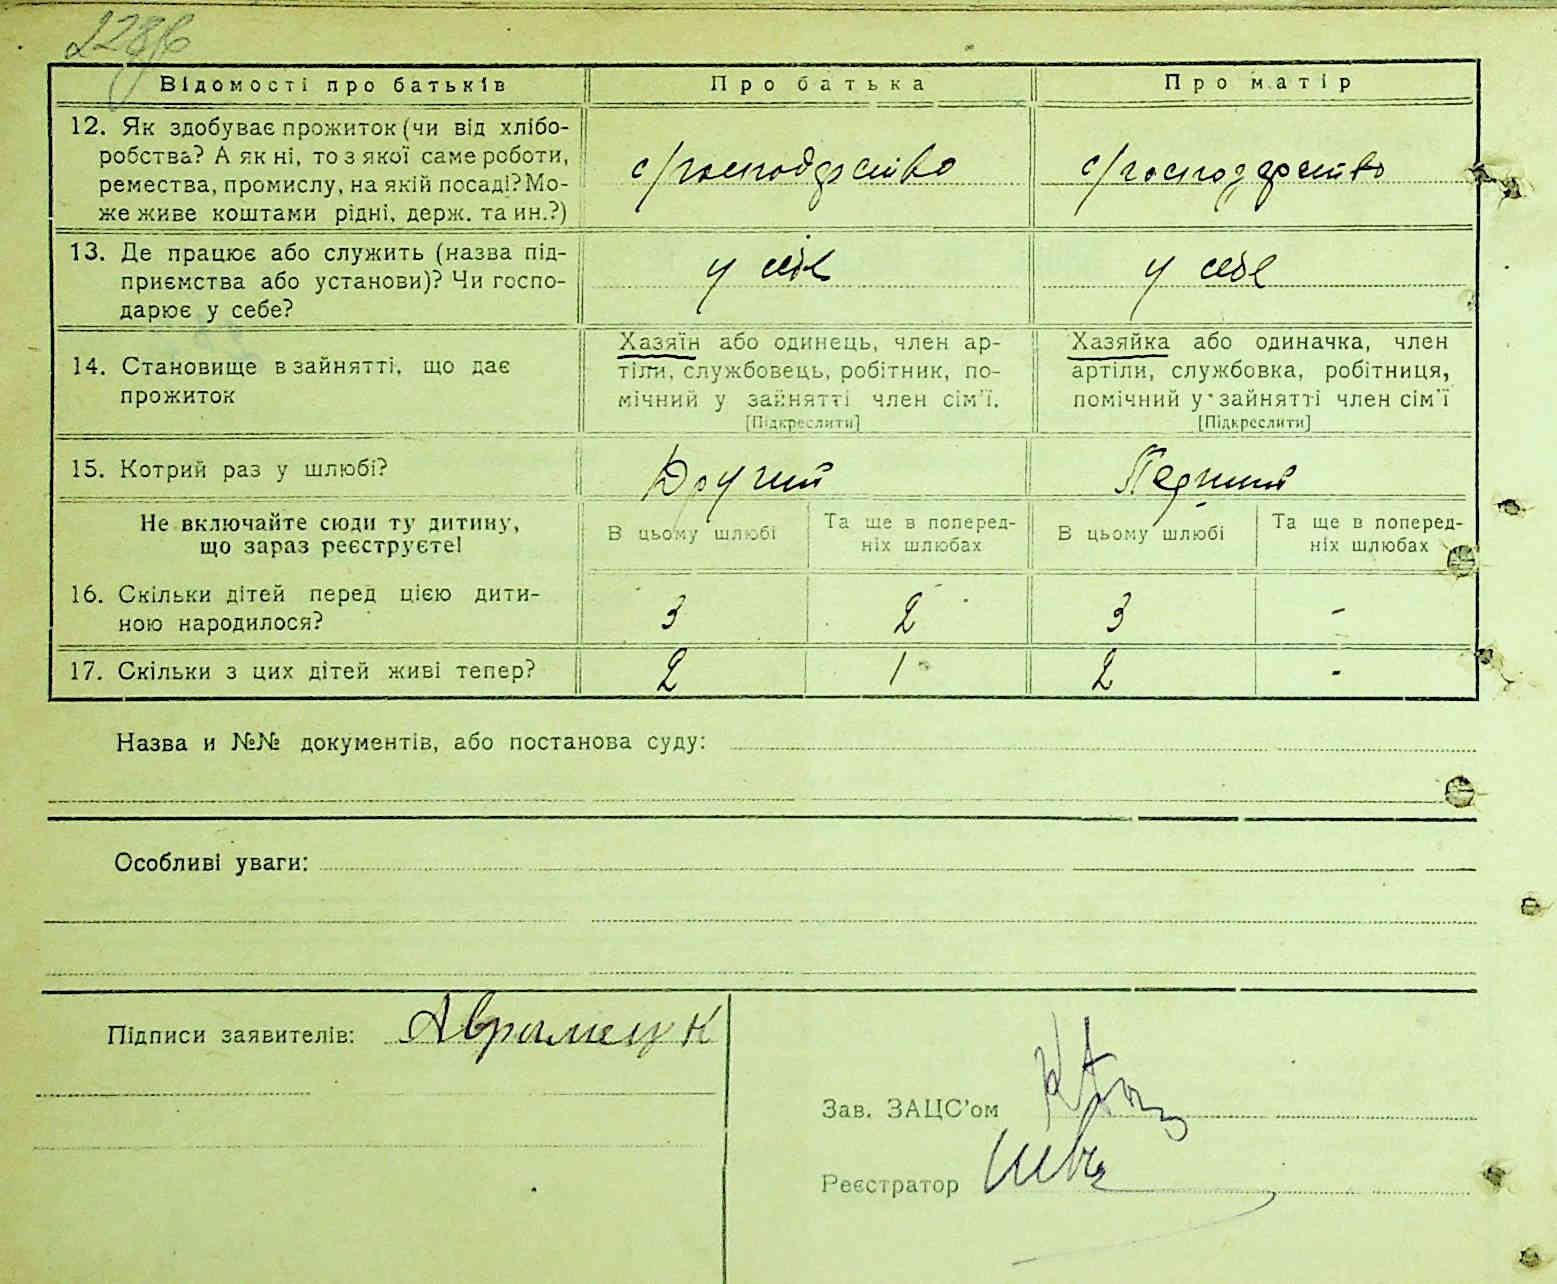 Відомості про батьків
Про батька
Про матір
12. Як здобуває прожиток (чи від хлібо-
робства? А як ні, то з якої саме роботи,
ремества, промислу, на якій посаді? Мо-
же живе коштами рідні, держ. та ин.?)
с/господарство
с/господарство
13. Де працює або служить (назва під-
приємства або установи)? Чи госпо-
дарює у себе?
у себе
у себе
14. Становище в зайнятті, що дає
прожиток
Хазяїн або одинець, член ар-
тіли, службовець, робітник, по-
мічний у зайнятті член сім'ї.
[Підкреслити]
Хазяйка або одиначка, член
артіли, службовка, робітниця,
помічний у зайнятті член сім'ї
[Підкреслити]
15. Котрий раз у шлюбі?
Другий
Перший
Не включайте сюди ту дитину,
що зараз реєструєте!
В цьому шлюбі
Та ще в поперед-
ніх шлюбах
В цьому шлюбі
Та ще в поперед-
ніх шлюбах
16. Скільки дітей перед цією дити-
ною народилося?
3
2
3
-
17. Скільки з цих дітей живі тепер?
2
1
2
-
Назва и №№ документів, або постанова суду:
Особливі уваги:
Підписи заявителів:
Аврамецук
Зав. ЗАЦС'ом
Реєстратор